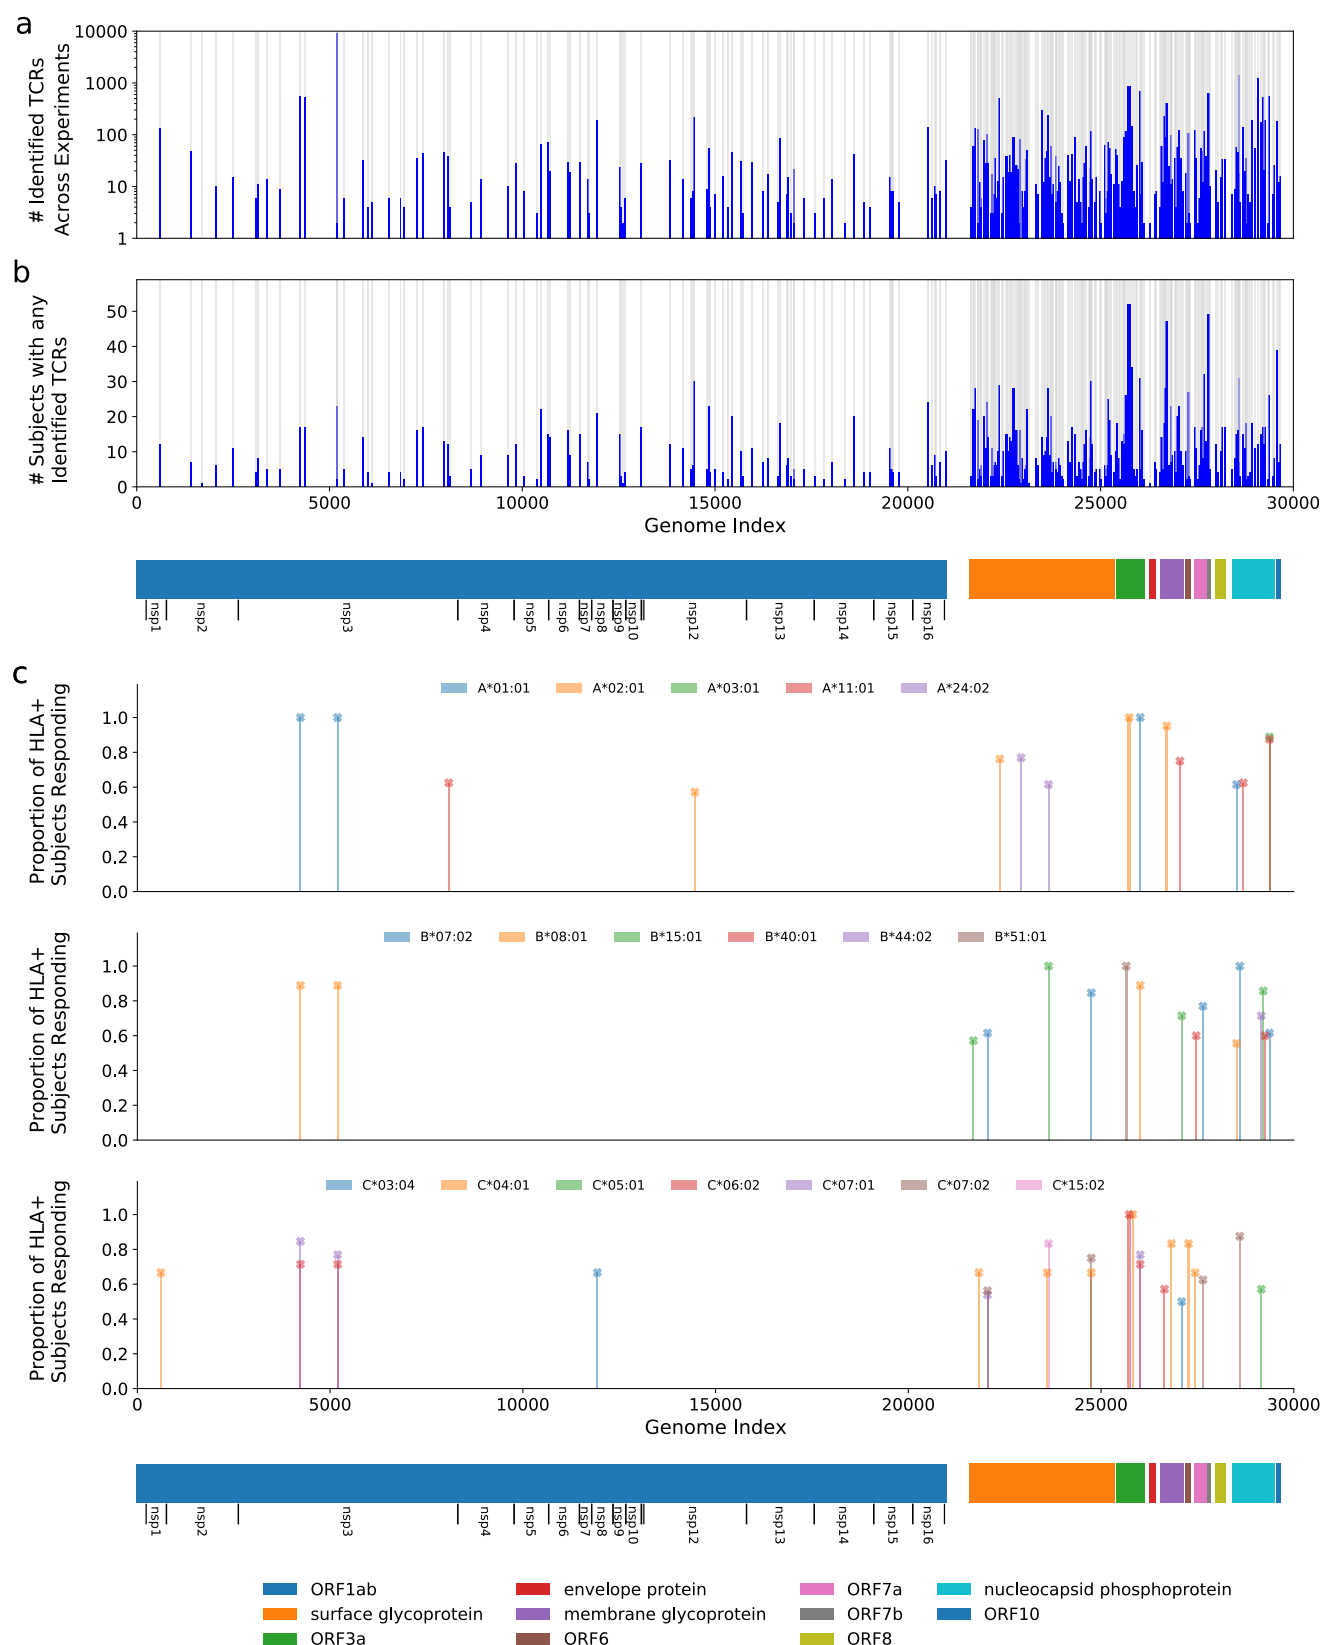 a
# Identified TCRs
Across Experiments
10000
1000
100
10
1
b
# Subjects with any
Identified TCRs
50
40
30
20
10
0
0 5000 10000 15000 20000 25000 30000
Genome Index
nsp1 nsp2 nsp3 nsp4 nsp5 nsp6 nsp7 nsp8 nsp9 nsp10 nsp12 nsp13 nsp14 nsp15 nsp16
c
Proportion of HLA+
Subjects Responding
A*01:01 A*02:01 A*03:01 A*11:01 A*24:02
1.0
0.8
0.6
0.4
0.2
0.0
Proportion of HLA+
Subjects Responding
B*07:02 B*08:01 B*15:01 B*40:01 B*44:02 B*51:01
1.0
0.8
0.6
0.4
0.2
0.0
Proportion of HLA+
Subjects Responding
C*03:04 C*04:01 C*05:01 C*06:02 C*07:01 C*07:02 C*15:02
1.0
0.8
0.6
0.4
0.2
0.0
0 5000 10000 15000 20000 25000 30000
Genome Index
nsp1 nsp2 nsp3 nsp4 nsp5 nsp6 nsp7 nsp8 nsp9 nsp10 nsp12 nsp13 nsp14 nsp15 nsp16
ORF1ab envelope protein ORF7a nucleocapsid phosphoprotein
surface glycoprotein membrane glycoprotein ORF7b ORF10
ORF3a ORF6 ORF8